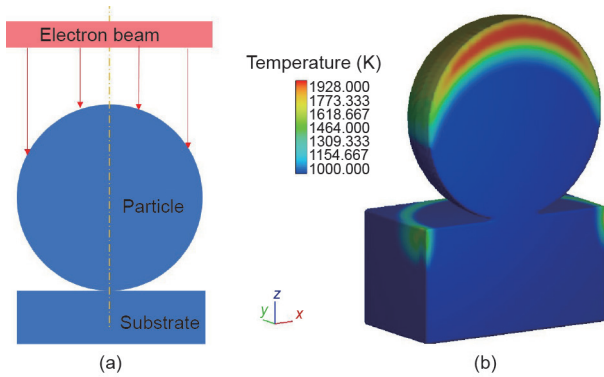 Electron beam
Particle
Substrate
(a)
Temperature (K)
1928.000
1773.333
1618.667
1464.000
1309.333
1154.667
1000.000
z
y
x
(b)